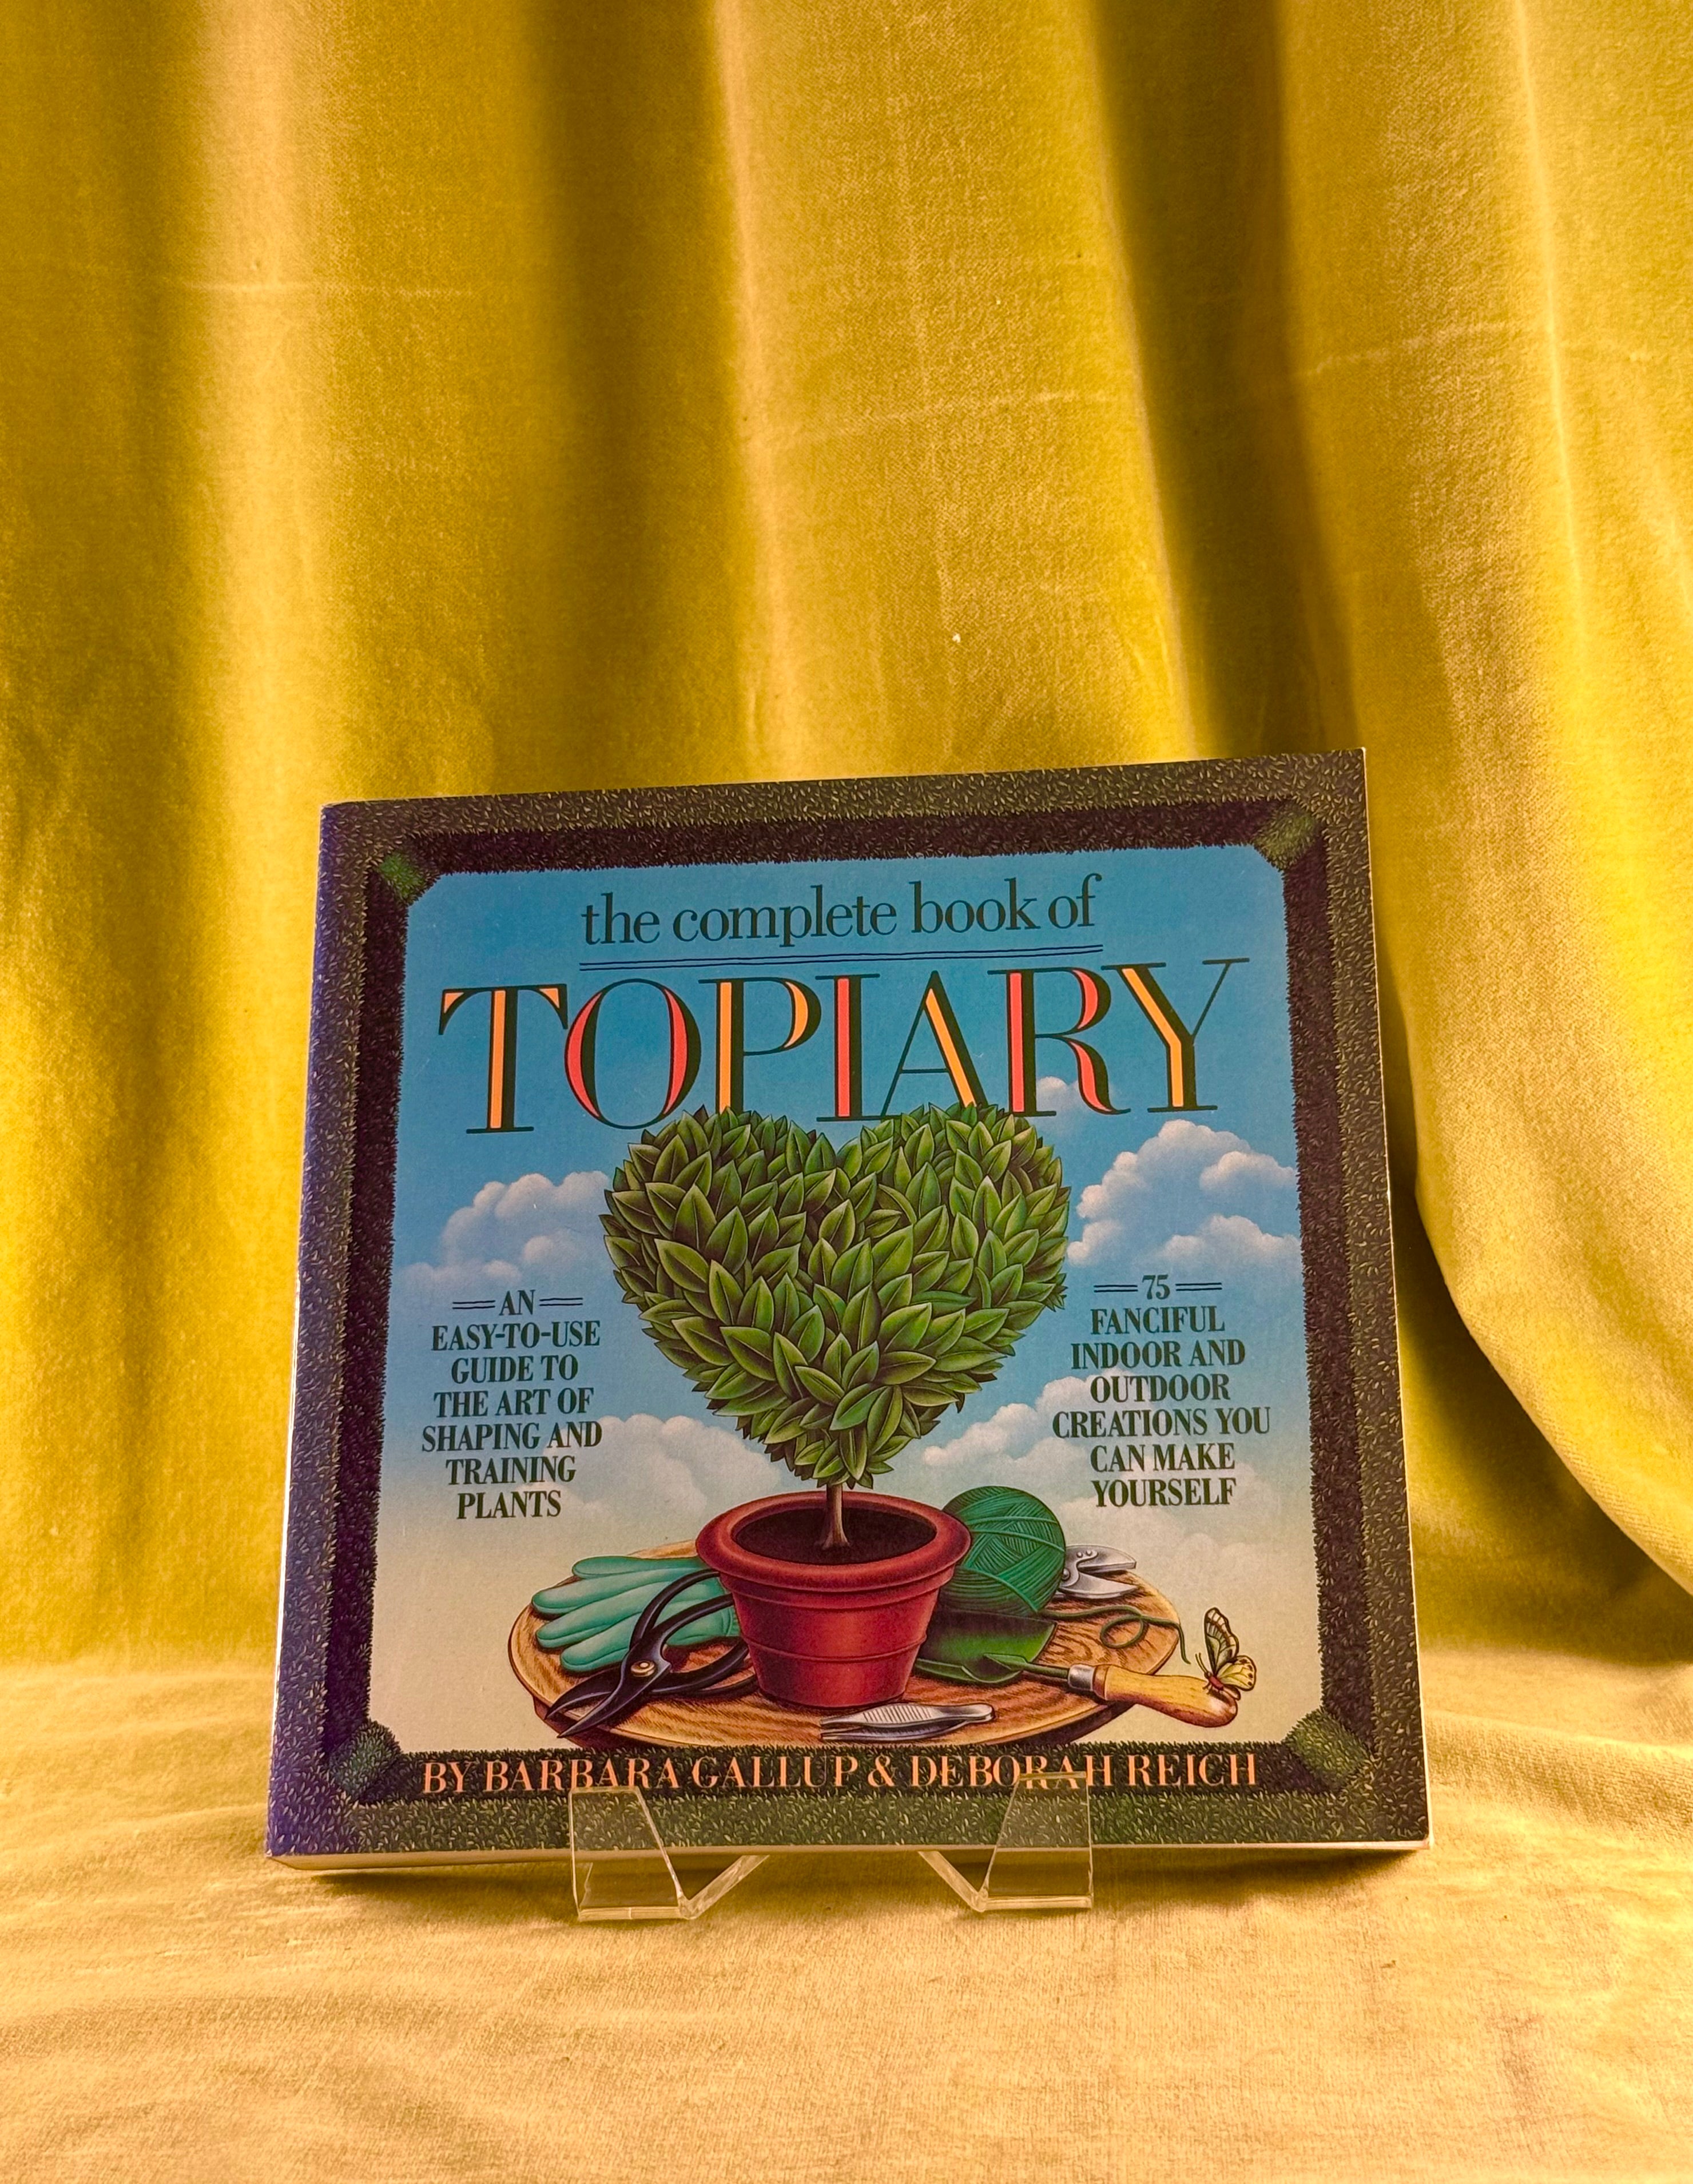 the complete book of
TOPIARY
AN
EASY-TO-USE
GUIDE TO
THE ART OF
SHAPING AND
TRAINING
PLANTS
75
FANCIFUL
INDOOR AND
OUTDOOR
CREATIONS YOU
CAN MAKE
YOURSELF
BY BARBARA GALLUP & DEBORAH REICH